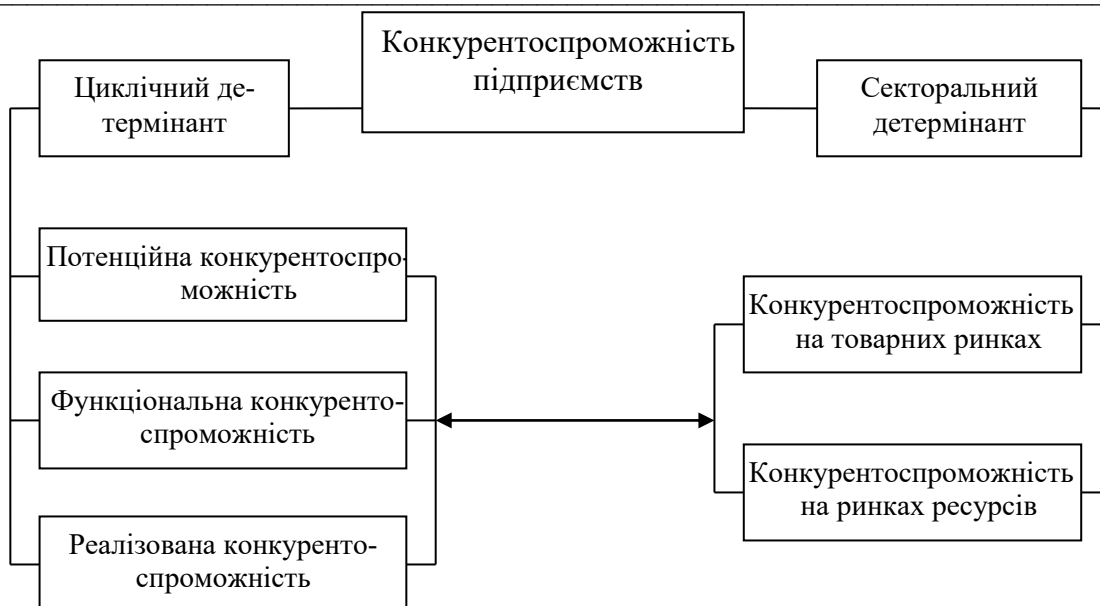 Конкурентоспроможність
підприємств
Циклічний де-
термінант
Секторальний
детермінант
Потенційна конкурентоспро-
можність
Конкурентоспроможність
на товарних ринках
Функціональна конкуренто-
спроможність
Конкурентоспроможність
на ринках ресурсів
Реалізована конкуренто-
спроможність